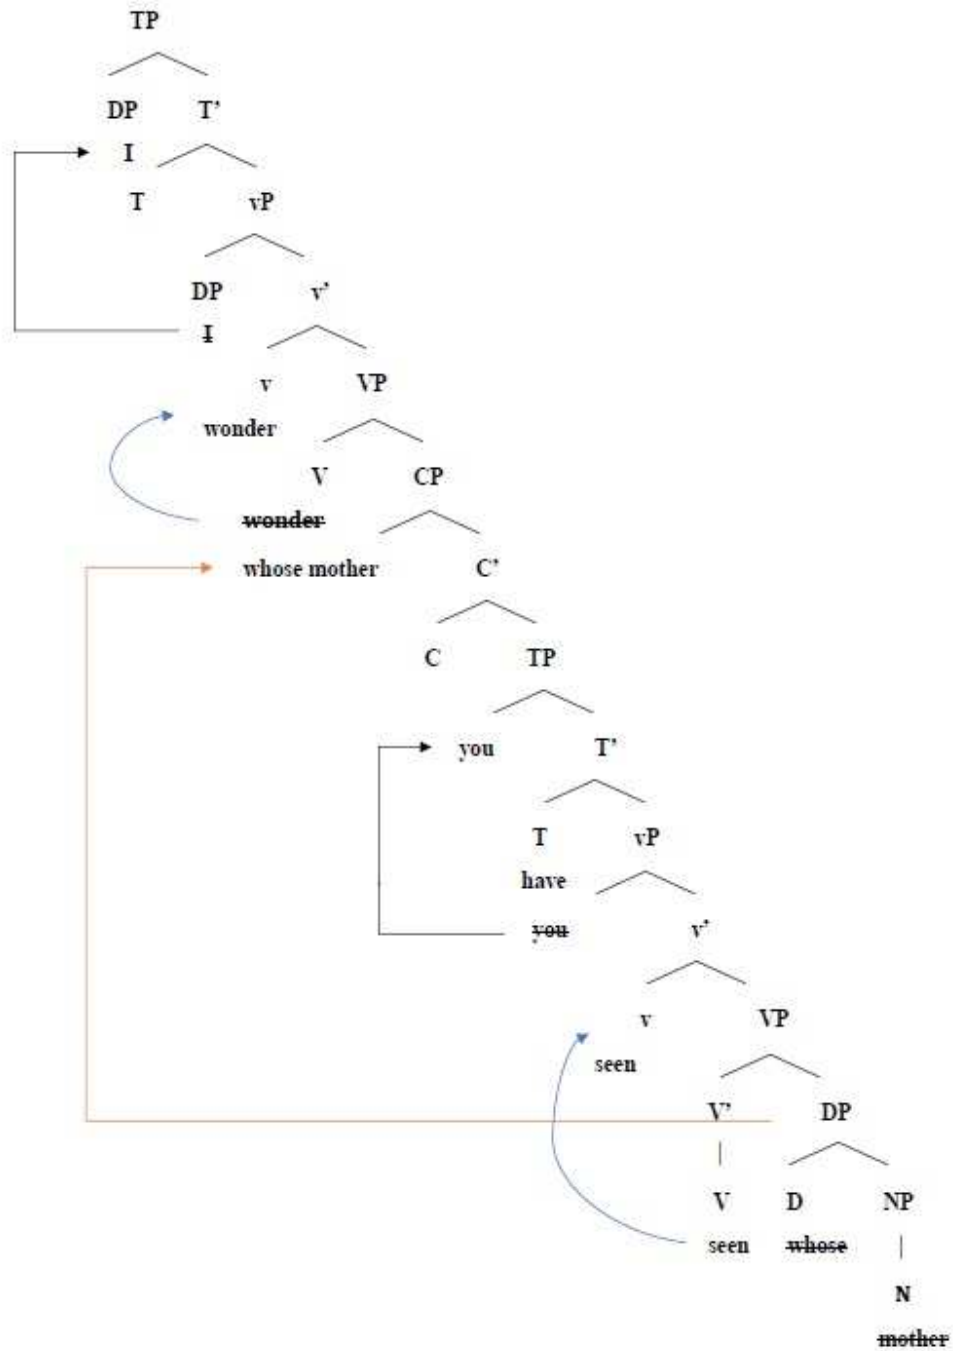 TP
DP T’
I
T vP
DP v’
I
v VP
wonder
V CP
wonder
whose mother C’
C TP
you T’
T vP
have
you v’
v VP
seen
V’ DP
V D NP
seen whose
N
mother